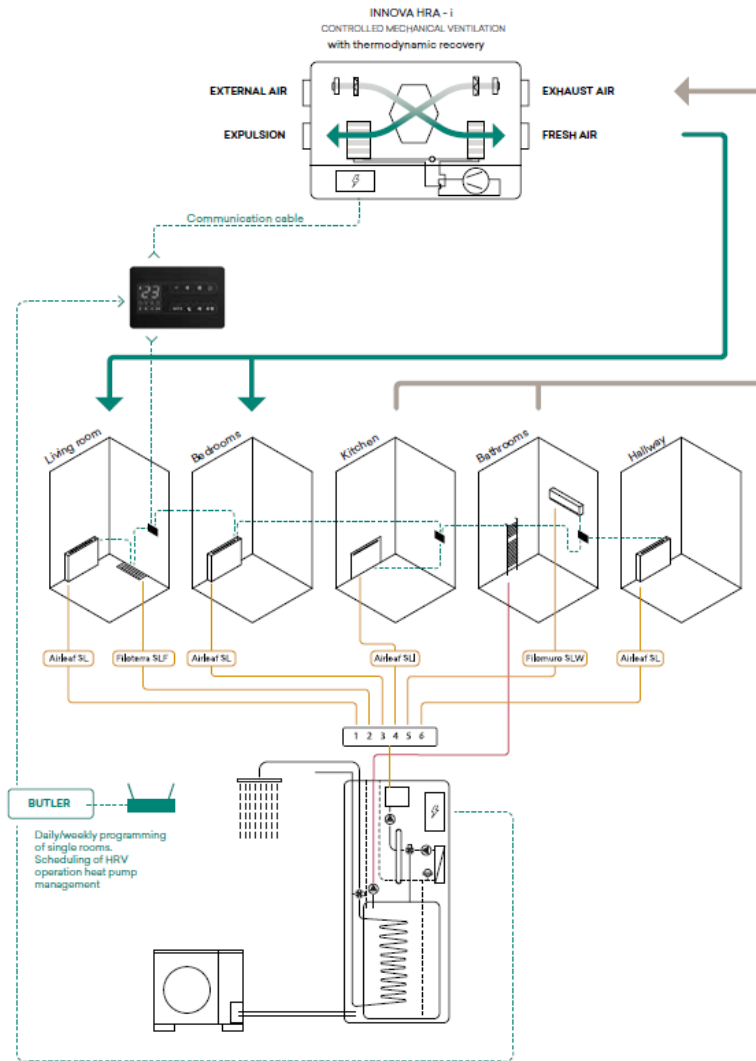 INNOVA HRA - i
CONTROLLED MECHANICAL VENTILATION
with thermodynamic recovery
EXTERNAL AIR
EXHAUST AIR
EXPULSION
FRESH AIR
Communication cable
23
Living room
Bedrooms
Kitchen
Bathrooms
Hallway
Airleaf SL
Filoterra SLF
Airleaf SL
Airleaf SLI
Filomuro SLW
Airleaf SL
1 2 3 4 5 6
BUTLER
Daily/weekly programming
of single rooms.
Scheduling of HRV
operation heat pump
management